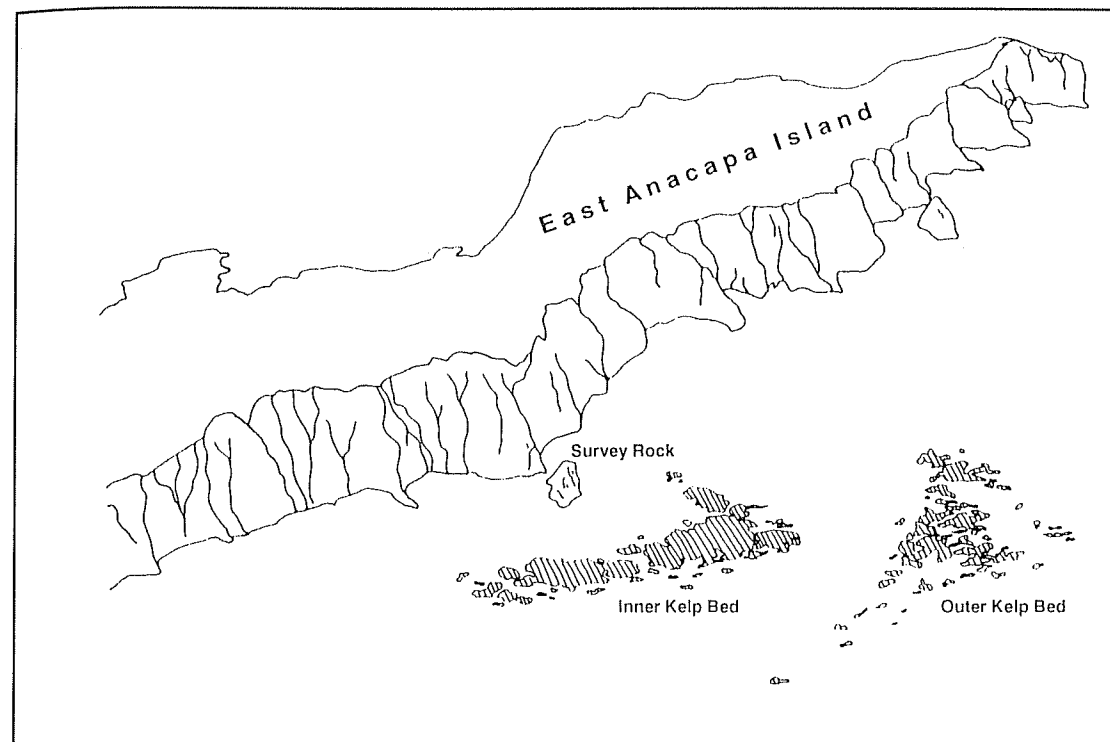 East Anacapa Island
Survey Rock
Inner Kelp Bed
Outer Kelp Bed